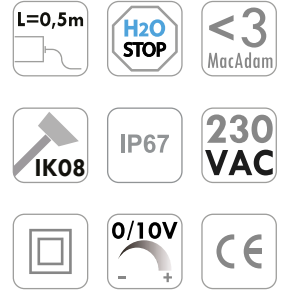 L=0,5m
H2O
STOP
<3
MacAdam
IK08
IP67
230
VAC
0/10V
- +
CE